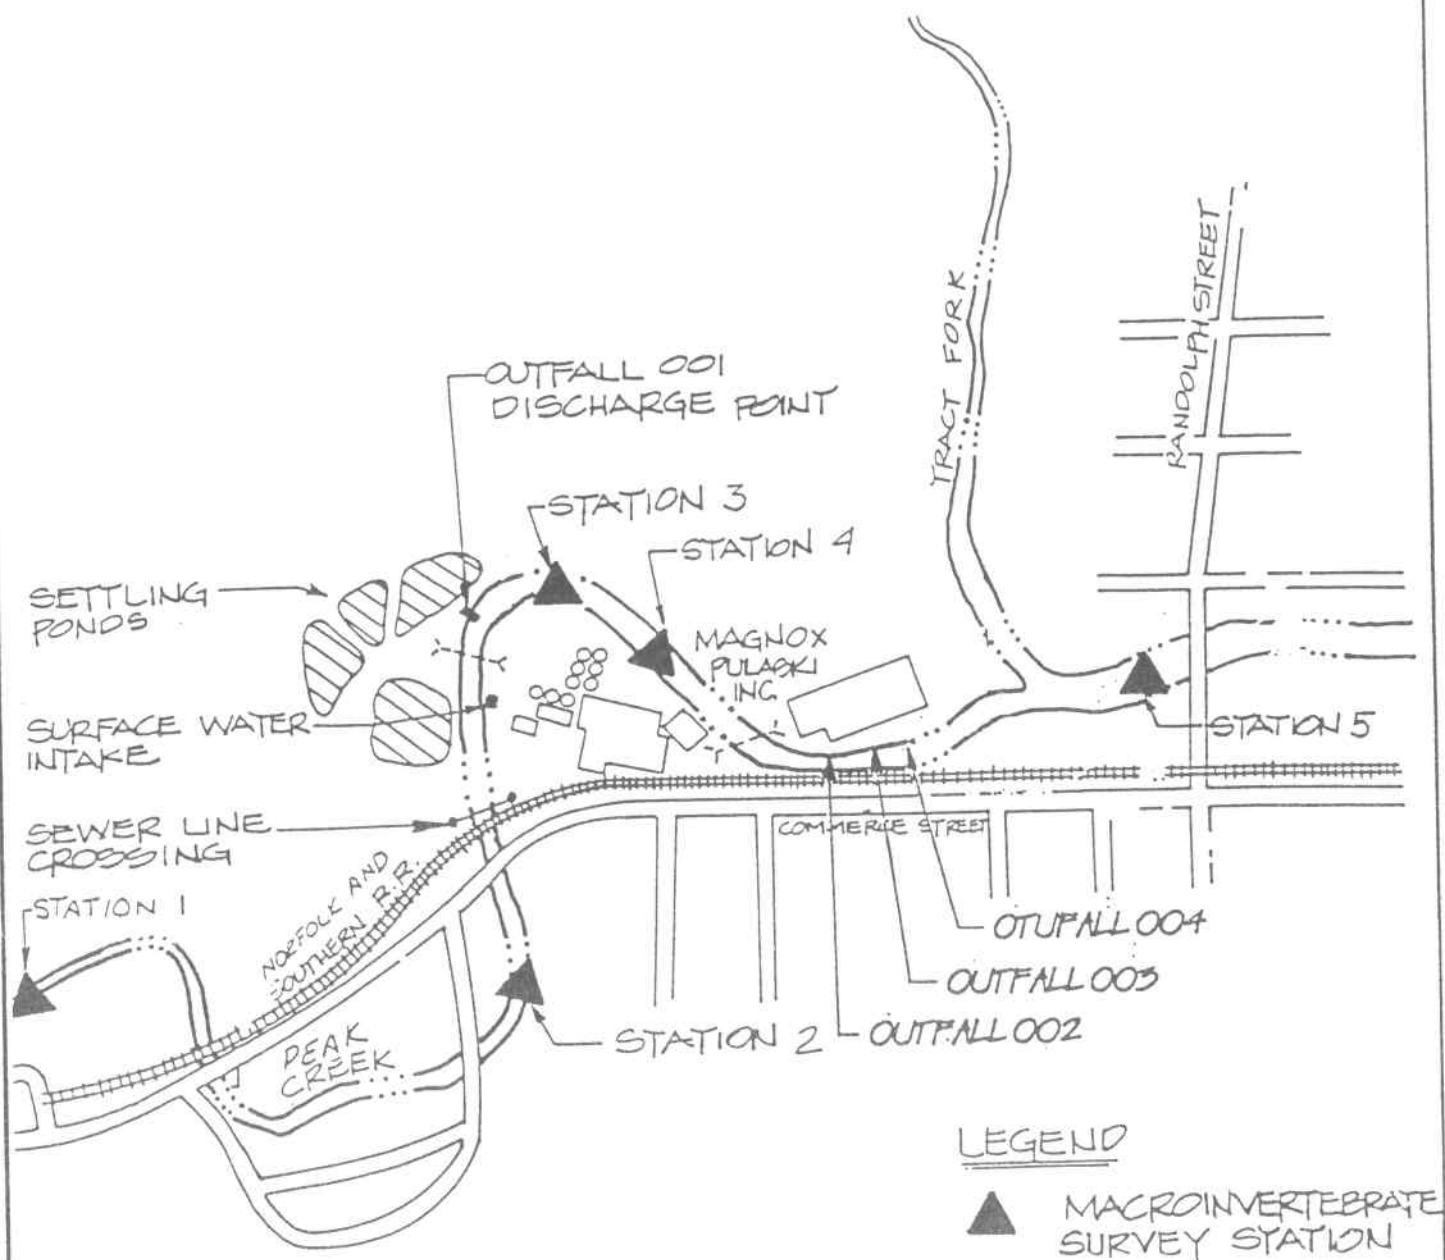 OUTFALL 001
DISCHARGE POINT
STATION 3
STATION 4
TRACT FORK
RANDOLPH STREET
SETTLING
PONDS
MAGNOX
PULASKI
INC
SURFACE WATER
INTAKE
STATION 5
SEWER LINE
CROSSING
COMMERCE STREET
STATION 1
NORFOLK AND
SOUTHERN R.R.
OTUFALL 004
OUTFALL 003
OUTFALL 002
STATION 2
PEAK
CREEK
LEGEND
MACROINVERTEBRATE
SURVEY STATION